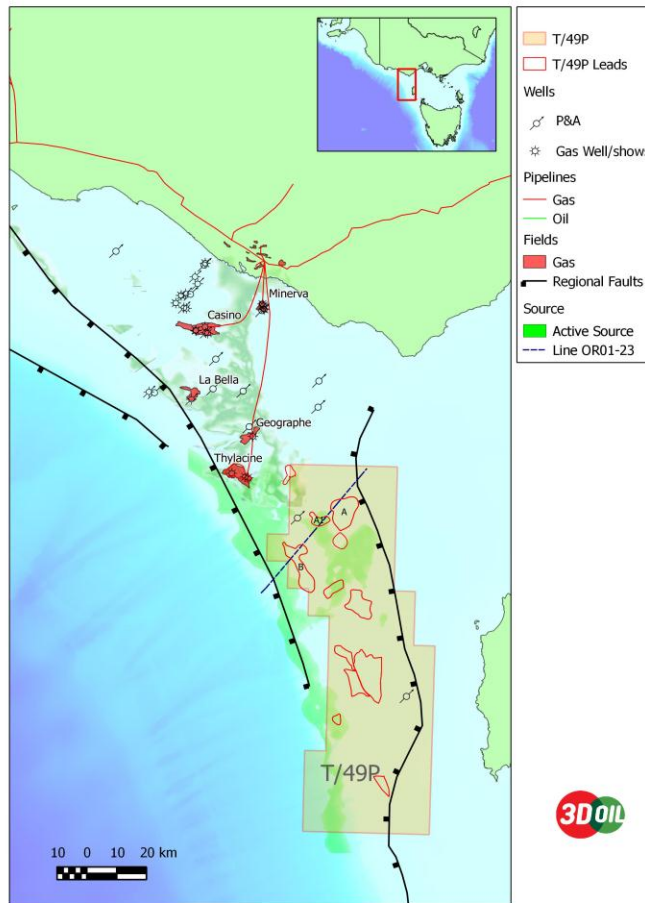 Minerva
Casino
La Bella
Geographe
Thylacine
A
A1
B
T/49P
10 0 10 20 km
T/49P
T/49P Leads
Wells
P&A
Gas Well/shows
Pipelines
Gas
Oil
Fields
Gas
Regional Faults
Source
Active Source
Line OR01-23
3D OIL